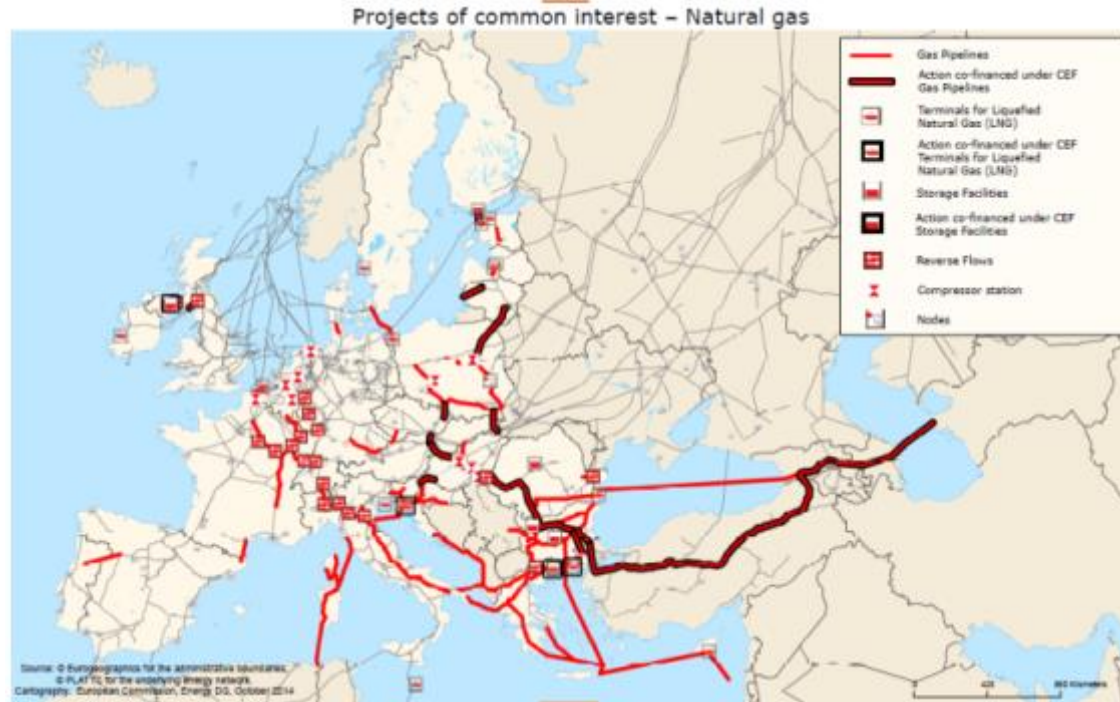 Projects of common interest – Natural gas
Gas Pipelines
Action co-financed under CEF
Gas Pipelines
Terminals for Liquefied
Natural Gas (LNG)
Action co-financed under CEF
Terminals for Liquefied
Natural Gas (LNG)
Storage Facilities
Action co-financed under CEF
Storage Facilities
Reverse Flows
Compressor station
Nodes
Source: © Eurogeographics for the administrative boundaries
© PLATTS, for the underlying energy network
Cartography: European Commission, Energy DG, October 2014
Kilometers